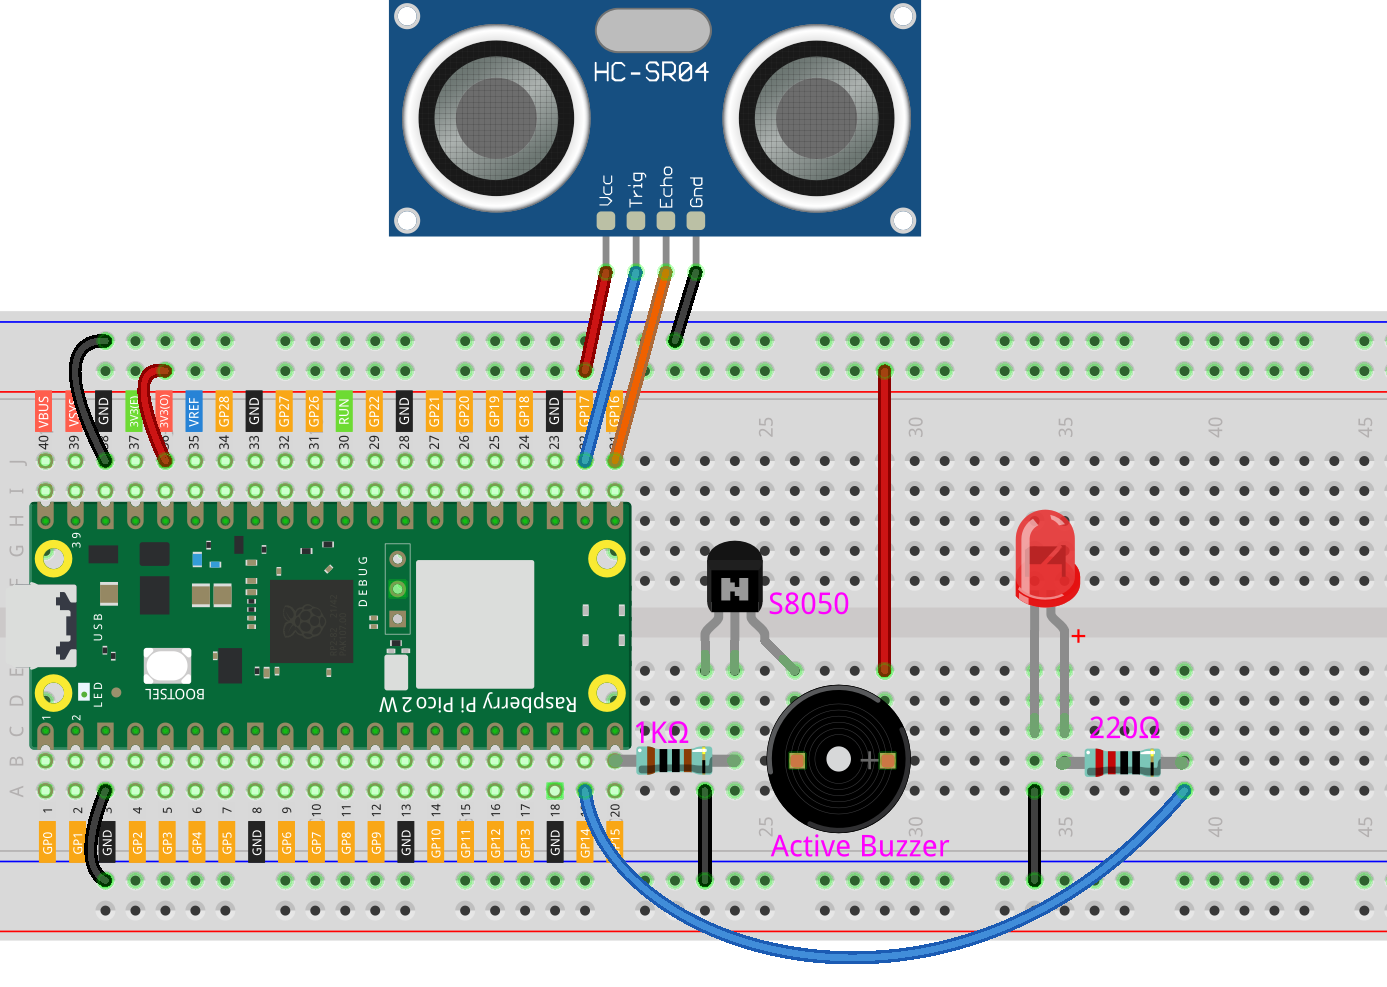 HC-SR04
Vcc
Trig
Echo
Gnd
VBUS
VSYS
GND
3V3(E)
3V3(O)
VREF
GP28
GND
GP27
GP26
RUN
GP22
GND
GP21
GP20
GP19
GP18
GND
GP17
GP16
40
39
38
37
36
35
34
33
32
31
30
29
28
27
26
25
24
23
22
21
25
30
35
40
45
J
I
H
G
F
39
DEBUG
USB
BOOTSEL
LED
Raspberry Pi Pico 2 W
1
2
S8050
+
E
D
C
B
A
1KΩ
220Ω
+
Active Buzzer
1
2
3
4
5
6
7
8
9
10
11
12
13
14
15
16
17
18
19
20
25
30
35
40
45
GP0
GP1
GND
GP2
GP3
GP4
GP5
GND
GP6
GP7
GP8
GP9
GND
GP10
GP11
GP12
GP13
GND
GP14
GP15